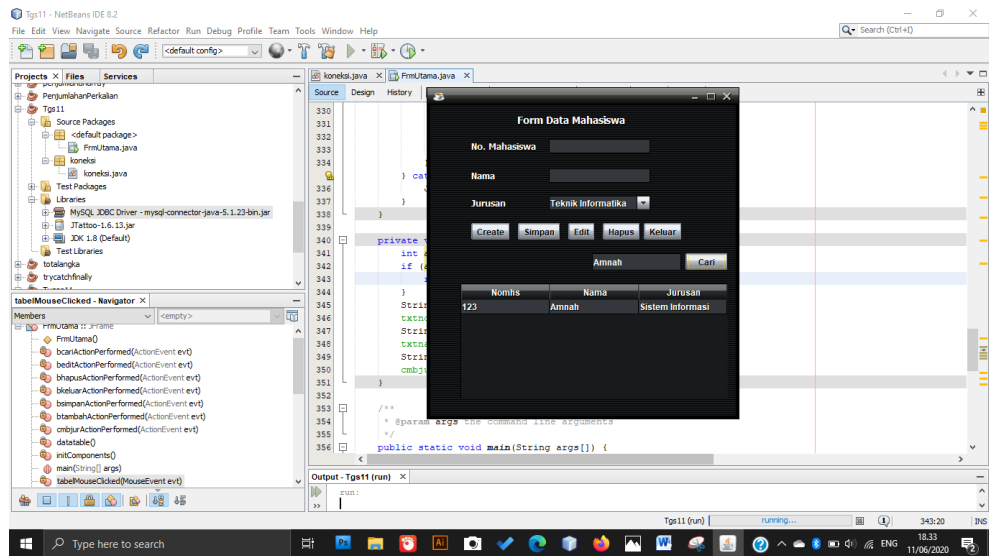 Tgs11 - NetBeans IDE 8.2
File Edit View Navigate Source Refactor Run Debug Profile Team Tools Window Help
Search (Ctrl+I)
<default config>
Projects Files Services
PenjumlahanPerkalian
Tgs11
Source Packages
<default package>
FrmUtama.java
koneksi
koneksi.java
Test Packages
Libraries
MySQL JDBC Driver - mysql-connector-java-5.1.23-bin.jar
JTattoo-1.6.13.jar
JDK 1.8 (Default)
Test Libraries
totalangka
trycatchfinally
tabelMouseClicked - Navigator
Members <empty>
FrmUtama :: JFrame
FrmUtama()
bcariActionPerformed(ActionEvent evt)
beditActionPerformed(ActionEvent evt)
bhapusActionPerformed(ActionEvent evt)
bkeluarActionPerformed(ActionEvent evt)
bsimpanActionPerformed(ActionEvent evt)
btambahActionPerformed(ActionEvent evt)
cmbjurActionPerformed(ActionEvent evt)
datatable()
initComponents()
main(String[] args)
tabelMouseClicked(MouseEvent evt)
koneksi.java FrmUtama.java
Source Design History
330
331
332
333
334
} cat
336
337 }
338 }
339
340 private v
341 int
342 if (
343
344 }
345 Strin
346 txtno
347 Strin
348 txtna
349 Strin
350 cmbju
351 }
352
353 /**
354 * @param args the command line arguments
355 */
356 public static void main(String args[]) {
Form Data Mahasiswa
No. Mahasiswa
Nama
Jurusan Teknik Informatika
Create Simpan Edit Hapus Keluar
Amnah Cari
Nomhs Nama Jurusan
123 Amnah Sistem Informasi
Output - Tgs11 (run)
run:
Tgs11 (run) running... 1 343:20 INS
Type here to search
Ps Ai W ENG 18.33
11/06/2020